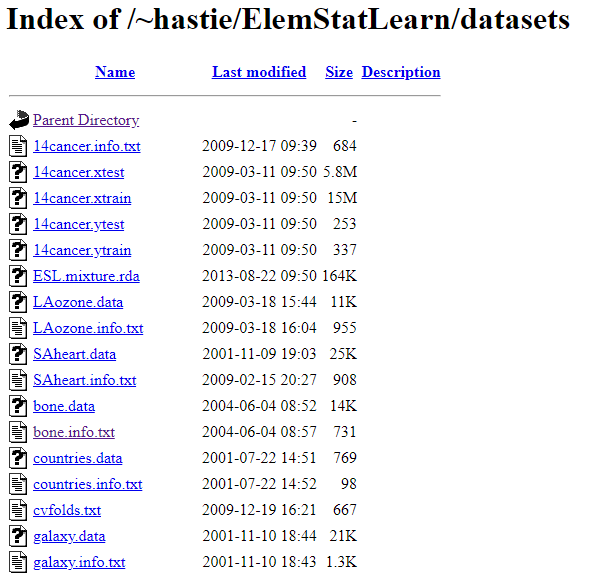 Index of /~hastie/ElemStatLearn/datasets
Name Last modified Size Description
Parent Directory -
14cancer.info.txt 2009-12-17 09:39 684
14cancer.xtest 2009-03-11 09:50 5.8M
14cancer.xtrain 2009-03-11 09:50 15M
14cancer.ytest 2009-03-11 09:50 253
14cancer.ytrain 2009-03-11 09:50 337
ESL.mixture.rda 2013-08-22 09:50 164K
LAozone.data 2009-03-18 15:44 11K
LAozone.info.txt 2009-03-18 16:04 955
SAheart.data 2001-11-09 19:03 25K
SAheart.info.txt 2009-02-15 20:27 908
bone.data 2004-06-04 08:52 14K
bone.info.txt 2004-06-04 08:57 731
countries.data 2001-07-22 14:51 769
countries.info.txt 2001-07-22 14:52 98
cvfolds.txt 2009-12-19 16:21 667
galaxy.data 2001-11-10 18:44 21K
galaxy.info.txt 2001-11-10 18:43 1.3K